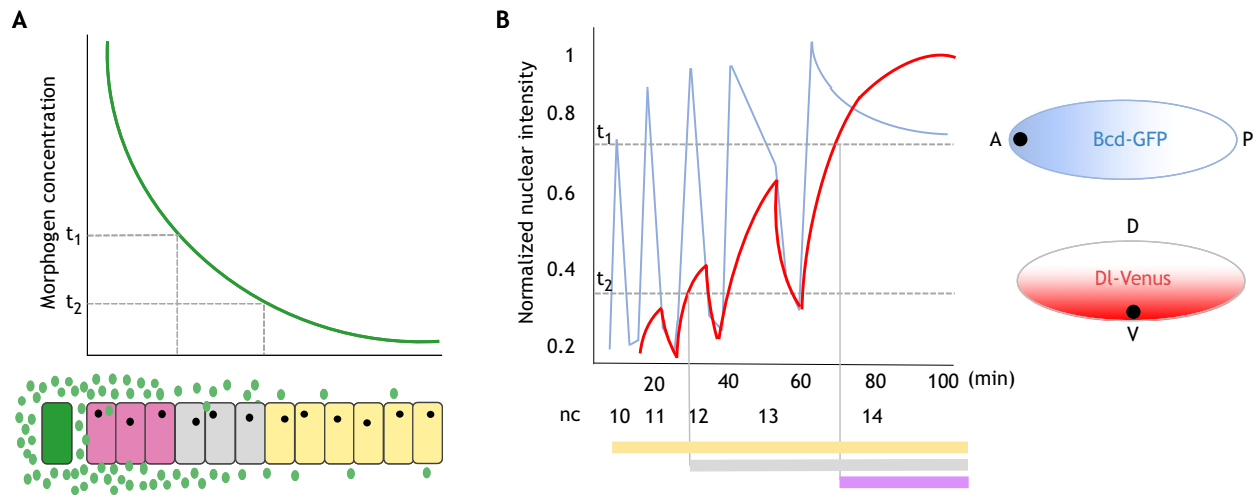 A
Morphogen concentration
t1
t2
B
Normalized nuclear intensity
1
0.8
0.6
0.4
0.2
t1
t2
20 40 60 80 100 (min)
nc 10 11 12 13 14
A Bcd-GFP P
D
Dl-Venus
V